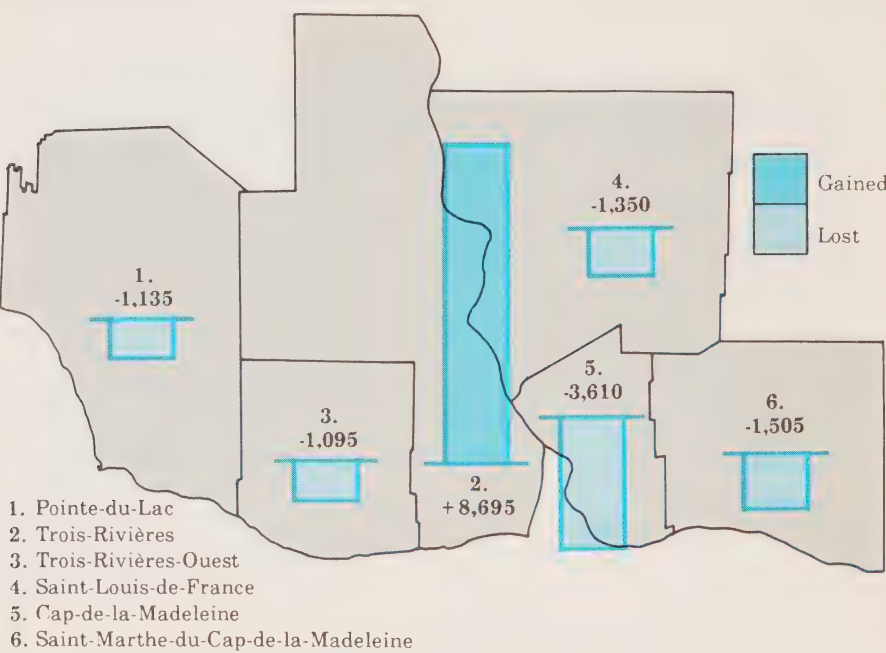 4.
-1,350
Gained
Lost
1.
-1,135
5.
-3,610
6.
-1,505
3.
-1,095
2.
+8,695
1. Pointe-du-Lac
2. Trois-Rivières
3. Trois-Rivières-Ouest
4. Saint-Louis-de-France
5. Cap-de-la-Madeleine
6. Saint-Marthe-du-Cap-de-la-Madeleine